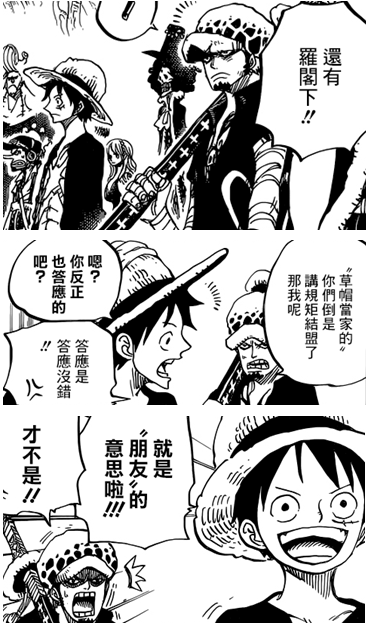 還有
羅閣下!!
〝草帽當家的〞
你們倒是
講規矩結盟了
那我呢
嗯？
你反正
也答應的
吧？
答應是
答應沒錯
!!
就是
〝朋友〞的
意思啦!!!
才不是!!